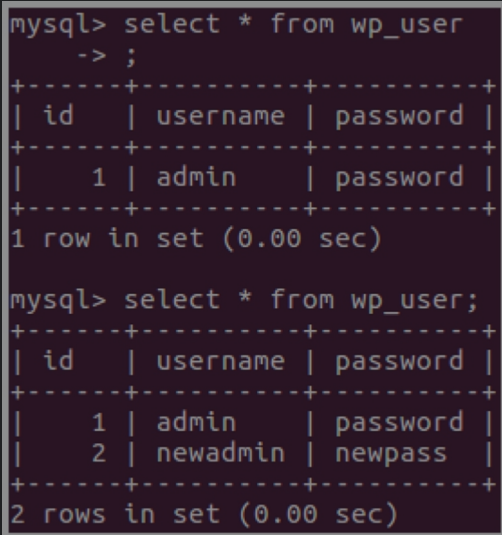 mysql> select * from wp_user
    -> ;
+------+----------+----------+
| id   | username | password |
+------+----------+----------+
|    1 | admin    | password |
+------+----------+----------+
1 row in set (0.00 sec)

mysql> select * from wp_user;
+------+----------+----------+
| id   | username | password |
+------+----------+----------+
|    1 | admin    | password |
|    2 | newadmin | newpass  |
+------+----------+----------+
2 rows in set (0.00 sec)